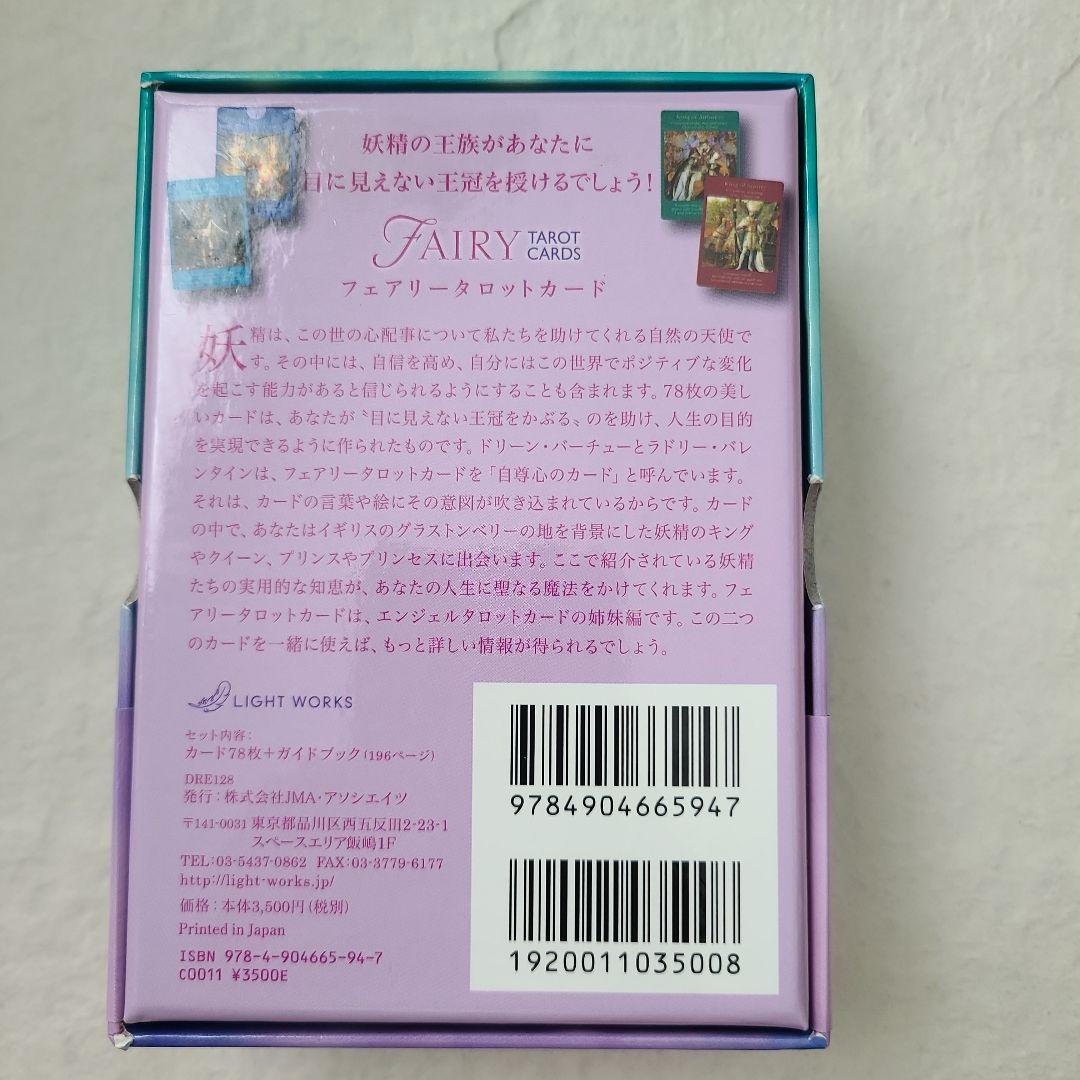 妖精の王族があなたに
目に見えない王冠を授けるでしょう!
FAIRY TAROT CARDS
フェアリータロットカード
妖精は、この世の心配事について私たちを助けてくれる自然の天使で
す。その中には、自信を高め、自分にはこの世界でポジティブな変化
を起こす能力があると信じられるようにすることも含まれます。78枚の美し
いカードは、あなたが〝目に見えない王冠をかぶる〟のを助け、人生の目的
を実現できるように作られたものです。ドリーン・バーチューとラドリー・バレ
ンタインは、フェアリータロットカードを「自尊心のカード」と呼んでいます。
それは、カードの言葉や絵にその意図が吹き込まれているからです。カード
の中で、あなたはイギリスのグラストンベリーの地を背景にした妖精のキング
やクイーン、プリンスやプリンセスに出会います。ここで紹介されている妖精
たちの実用的な知恵が、あなたの人生に聖なる魔法をかけてくれます。フェ
アリータロットカードは、エンジェルタロットカードの姉妹編です。この二つ
のカードを一緒に使えば、もっと詳しい情報が得られるでしょう。
LIGHT WORKS
セット内容:
カード78枚+ガイドブック(196ページ)
DRE128
発行:株式会社JMA・アソシエイツ
〒141-0031 東京都品川区西五反田2-23-1
スペースエリア飯嶋1F
TEL:03-5437-0862 FAX:03-3779-6177
http://light-works.jp/
価格:本体3,500円(税別)
Printed in Japan
ISBN 978-4-904665-94-7
C0011 ¥3500E
9784904665947
1920011035008